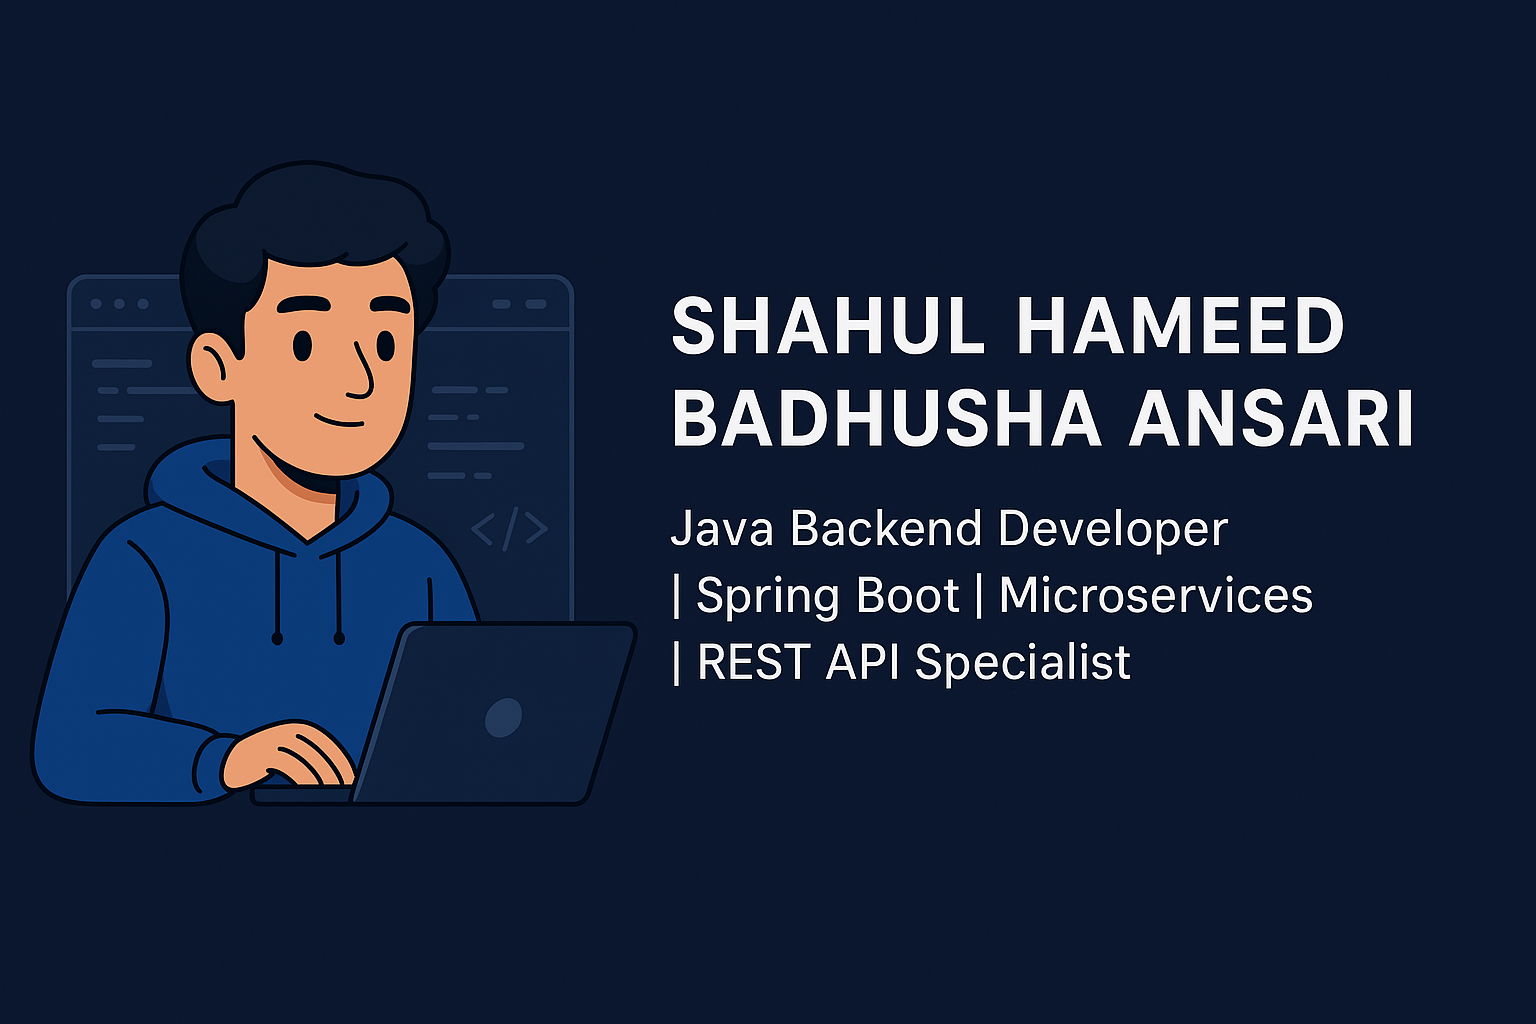 </>
SHAHUL HAMEED
BADHUSHA ANSARI
Java Backend Developer
| Spring Boot | Microservices
| REST API Specialist